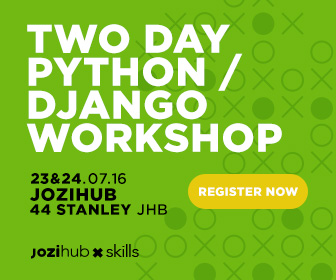 TWO DAY
PYTHON /
DJANGO
WORKSHOP
23&24.07.16
JOZIHUB
44 STANLEY JHB
REGISTER NOW
Jozihub x skills